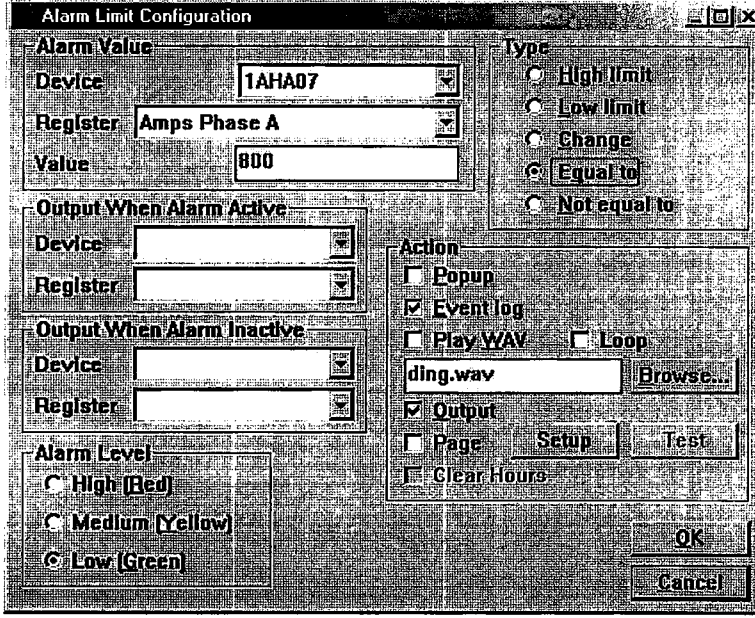 Alarm Limit Configuration
Alarm Value
Device 1AHA07
Register Amps Phase A
Value 800
Type
High limit
Low limit
Change
Equal to
Not equal to
Output When Alarm Active
Device
Register
Output When Alarm Inactive
Device
Register
Alarm Level
High (Red)
Medium (Yellow)
Low (Green)
Action
Popup
Event log
Play WAV Loop
ding.wav Browse...
Output
Page Setup Test
Clear Hours
OK
Cancel